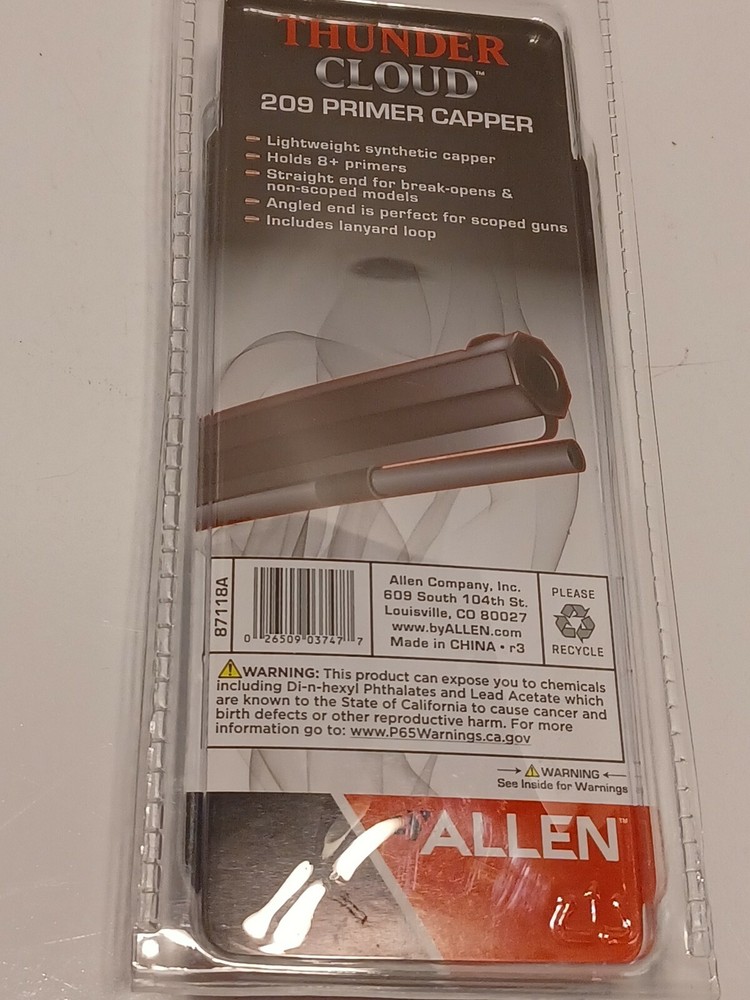 THUNDER
CLOUD™
209 PRIMER CAPPER
Lightweight synthetic capper
Holds 8+ primers
Straight end for break-opens &
non-scoped models
Angled end is perfect for scoped guns
Includes lanyard loop
87118A
0 26509 03747 7
Allen Company, Inc.
609 South 104th St.
Louisville, CO 80027
www.byALLEN.com
Made in CHINA • r3
PLEASE
RECYCLE
WARNING: This product can expose you to chemicals
including Di-n-hexyl Phthalates and Lead Acetate which
are known to the State of California to cause cancer and
birth defects or other reproductive harm. For more
information go to: www.P65Warnings.ca.gov
WARNING
See Inside for Warnings
ALLEN™